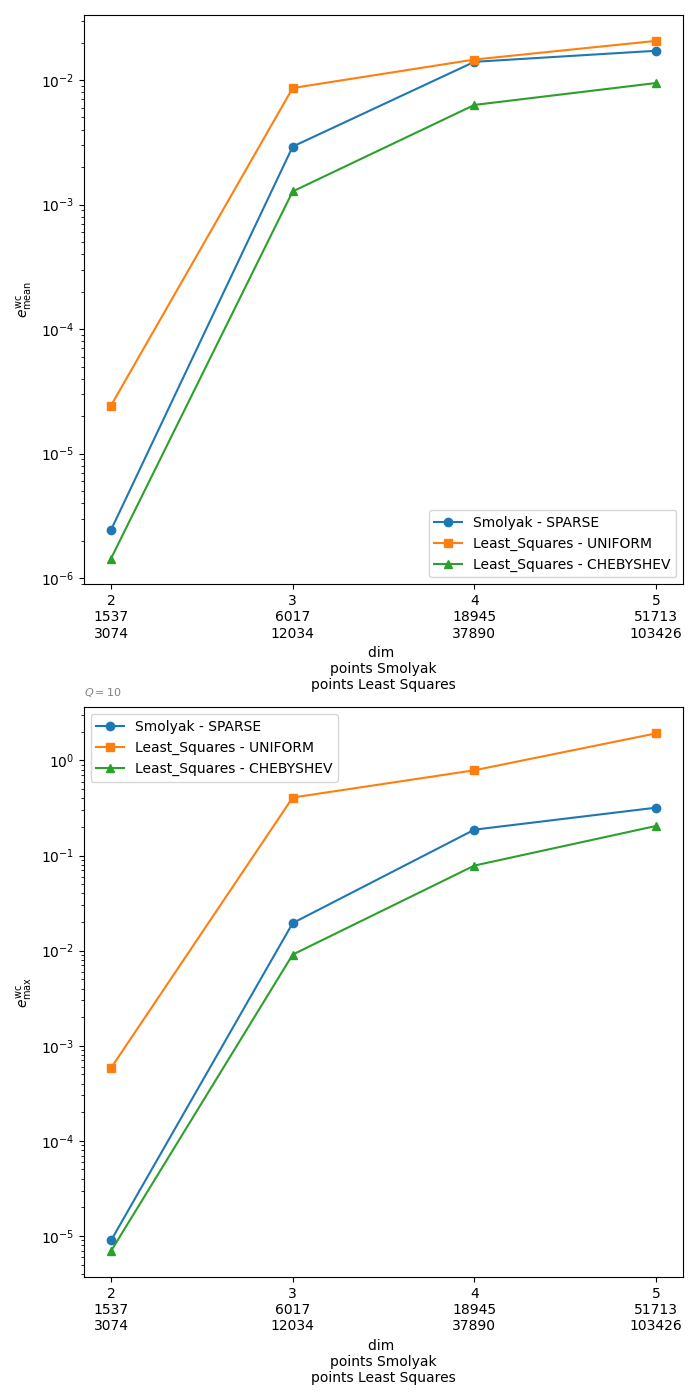 10⁻²
10⁻³
10⁻⁴
10⁻⁵
10⁻⁶
e^wc_mean
Smolyak - SPARSE
Least_Squares - UNIFORM
Least_Squares - CHEBYSHEV
2 3 4 5
1537 6017 18945 51713
3074 12034 37890 103426
dim
points Smolyak
points Least Squares
Q = 10
Smolyak - SPARSE
Least_Squares - UNIFORM
Least_Squares - CHEBYSHEV
10⁰
10⁻¹
10⁻²
10⁻³
10⁻⁴
10⁻⁵
e^wc_max
2 3 4 5
1537 6017 18945 51713
3074 12034 37890 103426
dim
points Smolyak
points Least Squares